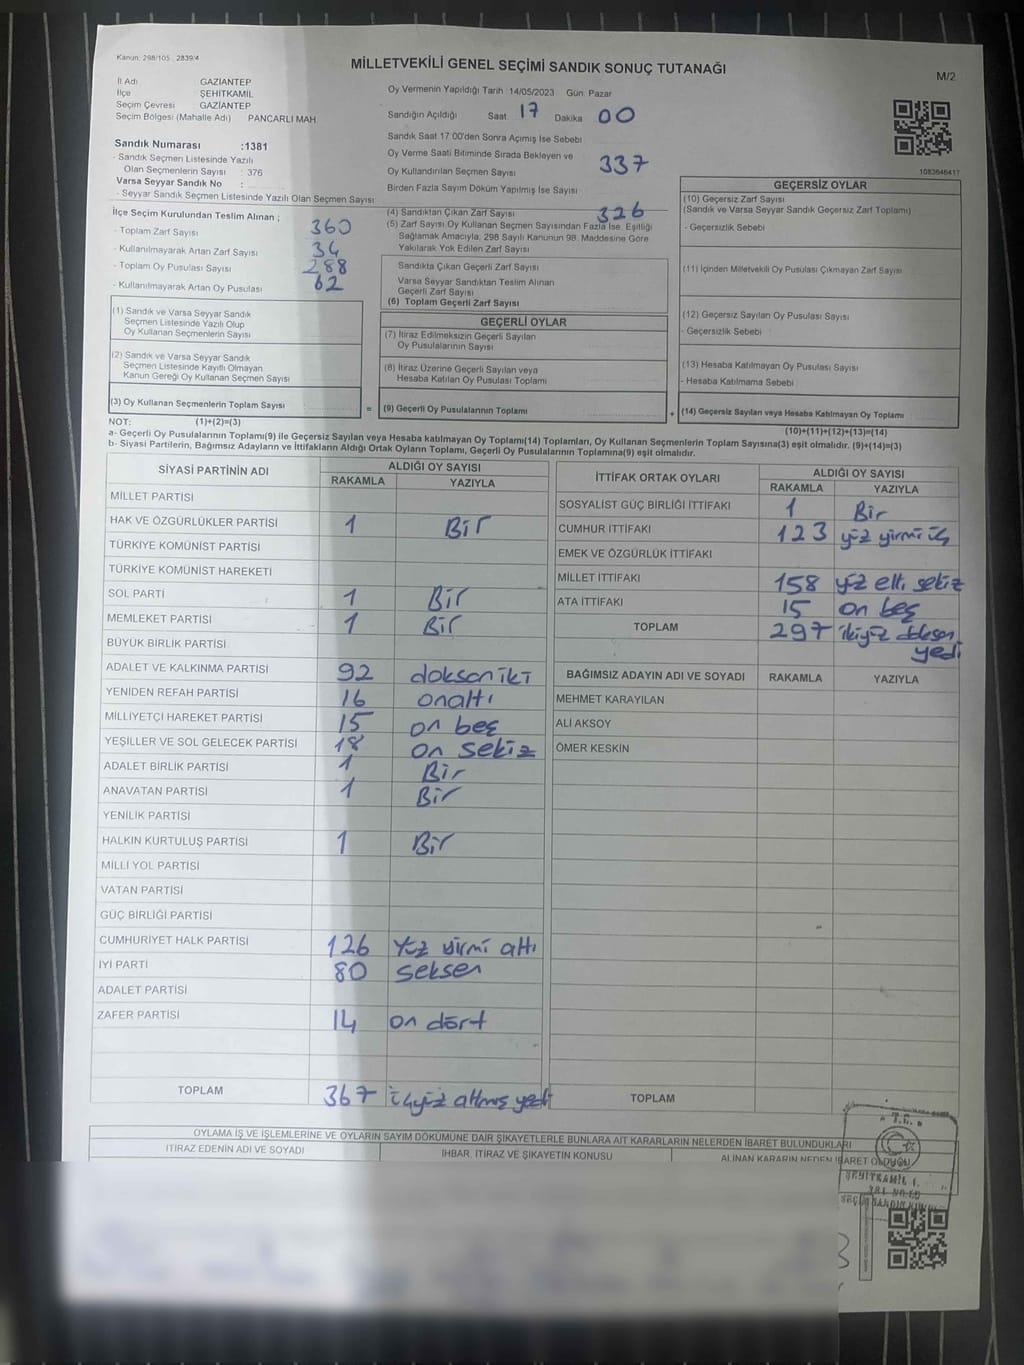 Kanun: 298/105 2839/4
MİLLETVEKİLİ GENEL SEÇİMİ SANDIK SONUÇ TUTANAĞI
M/2
İl Adı GAZİANTEP
İlçe ŞEHİTKAMİL
Seçim Çevresi GAZİANTEP
Seçim Bölgesi (Mahalle Adı) PANCARLI MAH.
Oy Vermenin Yapıldığı Tarih : 14/05/2023 Gün: Pazar
Sandığın Açıldığı Saat 17 Dakika 00
Sandık Saat 17:00'den Sonra Açımış İse Sebebi
Oy Verme Saati Bitiminde Sırada Bekleyen ve
Oy Kullandırılan Seçmen Sayısı 337
Birden Fazla Sayım Döküm Yapılmış İse Sayısı
1083646417
Sandık Numarası :1381
- Sandık Seçmen Listesinde Yazılı
Olan Seçmenlerin Sayısı : 376
Varsa Seyyar Sandık No :
- Seyyar Sandık Seçmen Listesinde Yazılı Olan Seçmen Sayısı
İlçe Seçim Kurulundan Teslim Alınan ;
- Toplam Zarf Sayısı 360
- Kullanılmayarak Artan Zarf Sayısı 34
- Toplam Oy Pusulası Sayısı 288
- Kullanılmayarak Artan Oy Pusulası 62
(4) Sandıktan Çıkan Zarf Sayısı 326
(5) Zarf Sayısı Oy Kullanan Seçmen Sayısından Fazla İse, Eşitliği
Sağlamak Amacıyla, 298 Sayılı Kanunun 98. Maddesine Göre
Yakılarak Yok Edilen Zarf Sayısı
Sandıkta Çıkan Geçerli Zarf Sayısı
Varsa Seyyar Sandıktan Teslim Alınan
Geçerli Zarf Sayısı
(6) Toplam Geçerli Zarf Sayısı
GEÇERSİZ OYLAR
(10) Geçersiz Zarf Sayısı
(Sandık ve Varsa Seyyar Sandık Geçersiz Zarf Toplamı)
- Geçersizlik Sebebi
(11) İçinden Milletvekili Oy Pusulası Çıkmayan Zarf Sayısı
(12) Geçersiz Sayılan Oy Pusulası Sayısı
- Geçersizlik Sebebi
(13) Hesaba Katılmayan Oy Pusulası Sayısı
- Hesaba Katılmama Sebebi
(14) Geçersiz Sayılan veya Hesaba Katılmayan Oy Toplamı
(10)+(11)+(12)+(13)=(14)
(1) Sandık ve Varsa Seyyar Sandık
Seçmen Listesinde Yazılı Olup
Oy Kullanan Seçmenlerin Sayısı
(2) Sandık ve Varsa Seyyar Sandık
Seçmen Listesinde Kayıtlı Olmayan
Kanun Gereği Oy Kullanan Seçmen Sayısı
(3) Oy Kullanan Seçmenlerin Toplam Sayısı =
(1)+(2)=(3)
GEÇERLİ OYLAR
(7) İtiraz Edilmeksizin Geçerli Sayılan
Oy Pusulalarının Sayısı
(8) İtiraz Üzerine Geçerli Sayılan veya
Hesaba Katılan Oy Pusulası Toplamı
(9) Geçerli Oy Pusulalarının Toplamı +
NOT:
a- Geçerli Oy Pusulalarının Toplamı(9) ile Geçersiz Sayılan veya Hesaba katılmayan Oy Toplamı(14) Toplamları, Oy Kullanan Seçmenlerin Toplam Sayısına(3) eşit olmalıdır. (9)+(14)=(3)
b- Siyasi Partilerin, Bağımsız Adayların ve İttifakların Aldığı Ortak Oyların Toplamı, Geçerli Oy Pusulalarının Toplamına(9) eşit olmalıdır.
SİYASİ PARTİNİN ADI ALDIĞI OY SAYISI
RAKAMLA YAZIYLA
MİLLET PARTİSİ
HAK VE ÖZGÜRLÜKLER PARTİSİ 1 Bir
TÜRKİYE KOMÜNİST PARTİSİ
TÜRKİYE KOMÜNİST HAREKETİ
SOL PARTİ 1 Bir
MEMLEKET PARTİSİ 1 Bir
BÜYÜK BİRLİK PARTİSİ
ADALET VE KALKINMA PARTİSİ 92 doksan iki
YENİDEN REFAH PARTİSİ 16 onaltı
MİLLİYETÇİ HAREKET PARTİSİ 15 on beş
YEŞİLLER VE SOL GELECEK PARTİSİ 18 on sekiz
ADALET BİRLİK PARTİSİ 1 Bir
ANAVATAN PARTİSİ 1 Bir
YENİLİK PARTİSİ
HALKIN KURTULUŞ PARTİSİ 1 Bir
MİLLİ YOL PARTİSİ
VATAN PARTİSİ
GÜÇ BİRLİĞİ PARTİSİ
CUMHURİYET HALK PARTİSİ 126 Yüz yirmi altı
İYİ PARTİ 80 seksen
ADALET PARTİSİ
ZAFER PARTİSİ 14 on dört
TOPLAM 367 üçyüz altmış yedi
İTTİFAK ORTAK OYLARI ALDIĞI OY SAYISI
RAKAMLA YAZIYLA
SOSYALİST GÜÇ BİRLİĞİ İTTİFAKI 1 Bir
CUMHUR İTTİFAKI 123 yüz yirmi üç
EMEK VE ÖZGÜRLÜK İTTİFAKI
MİLLET İTTİFAKI 158 yüz elli sekiz
ATA İTTİFAKI 15 on beş
TOPLAM 297 ikiyüz doksan
yedi
BAĞIMSIZ ADAYIN ADI VE SOYADI RAKAMLA YAZIYLA
MEHMET KARAYILAN
ALİ AKSOY
ÖMER KESKİN
TOPLAM
OYLAMA İŞ VE İŞLEMLERİNE VE OYLARIN SAYIM DÖKÜMÜNE DAİR ŞİKAYETLERLE BUNLARA AİT KARARLARIN NELERDEN İBARET BULUNDUKLARI
İTİRAZ EDENİN ADI VE SOYADI İHBAR, İTİRAZ VE ŞİKAYETİN KONUSU ALINAN KARARIN NEDEN İBARET OLDUĞU
T.C.
ŞEHİTKAMİL